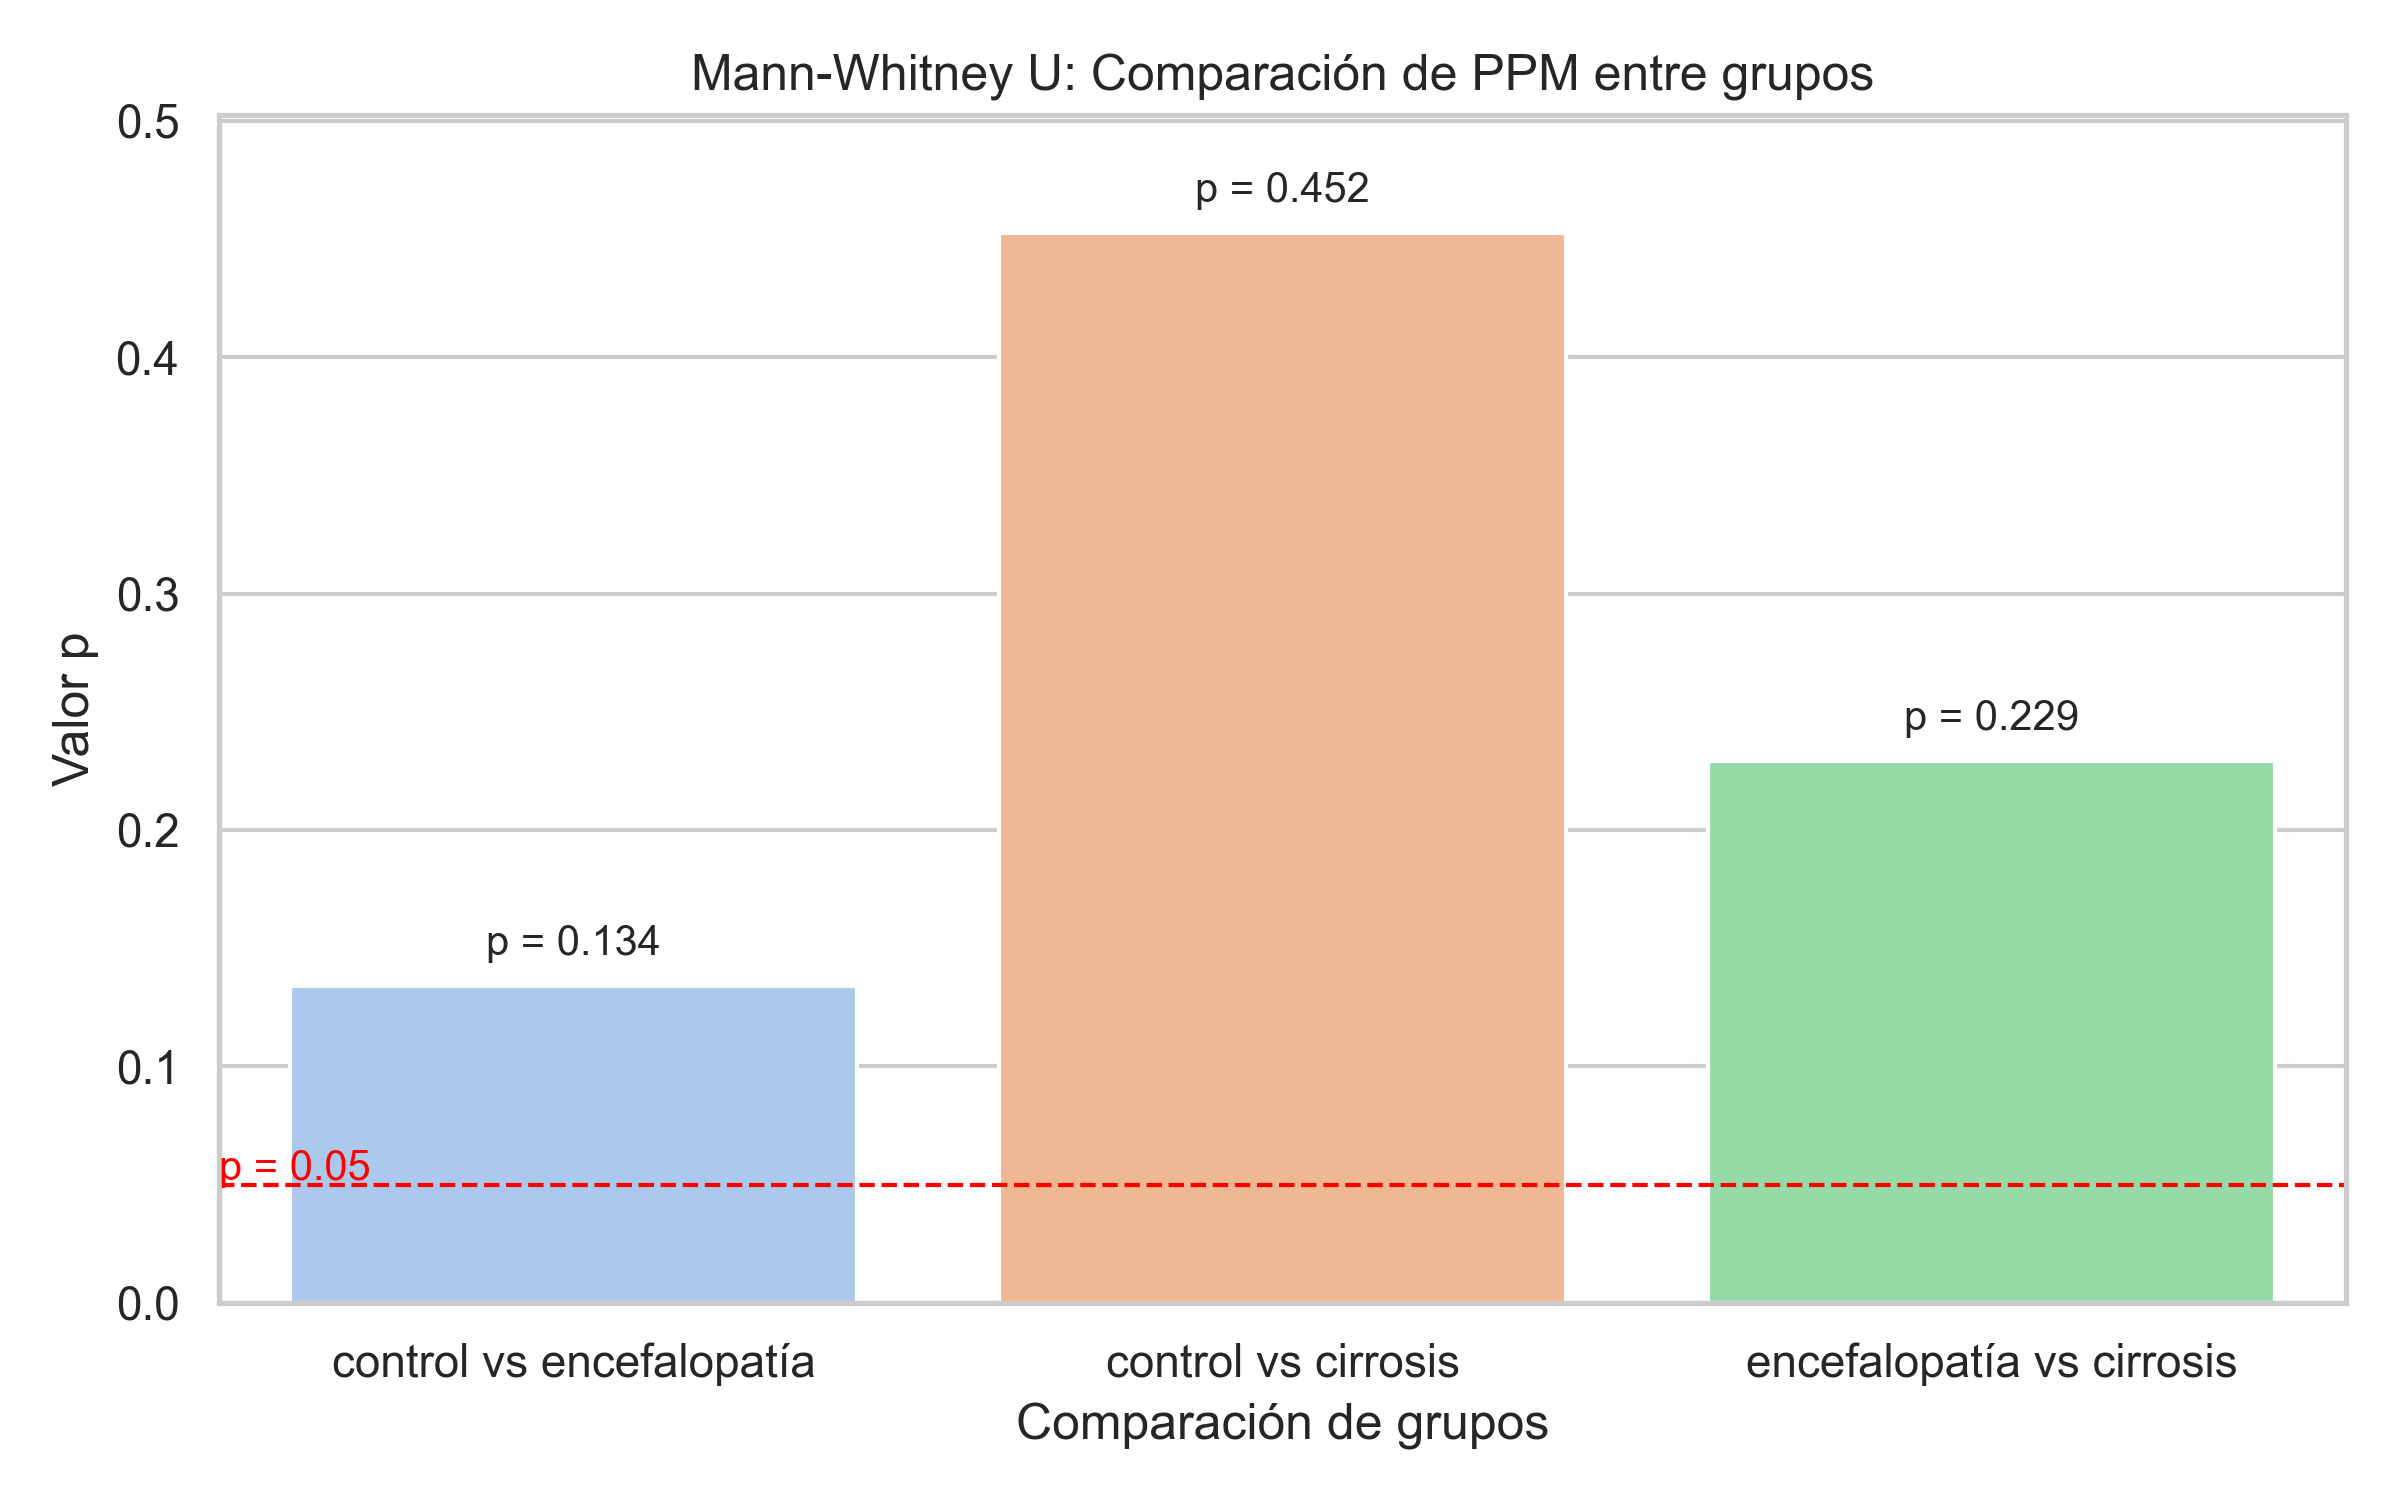 Mann-Whitney U: Comparación de PPM entre grupos
0.5
p = 0.452
0.4
0.3
Valor p
p = 0.229
0.2
p = 0.134
0.1
p = 0.05
0.0
control vs encefalopatía
control vs cirrosis
encefalopatía vs cirrosis
Comparación de grupos